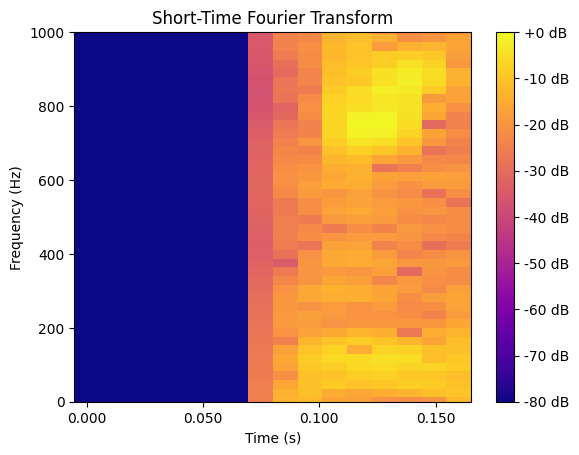 Short-Time Fourier Transform
1000
800
600
400
200
0
Frequency (Hz)
0.000
0.050
0.100
0.150
Time (s)
+0 dB
-10 dB
-20 dB
-30 dB
-40 dB
-50 dB
-60 dB
-70 dB
-80 dB